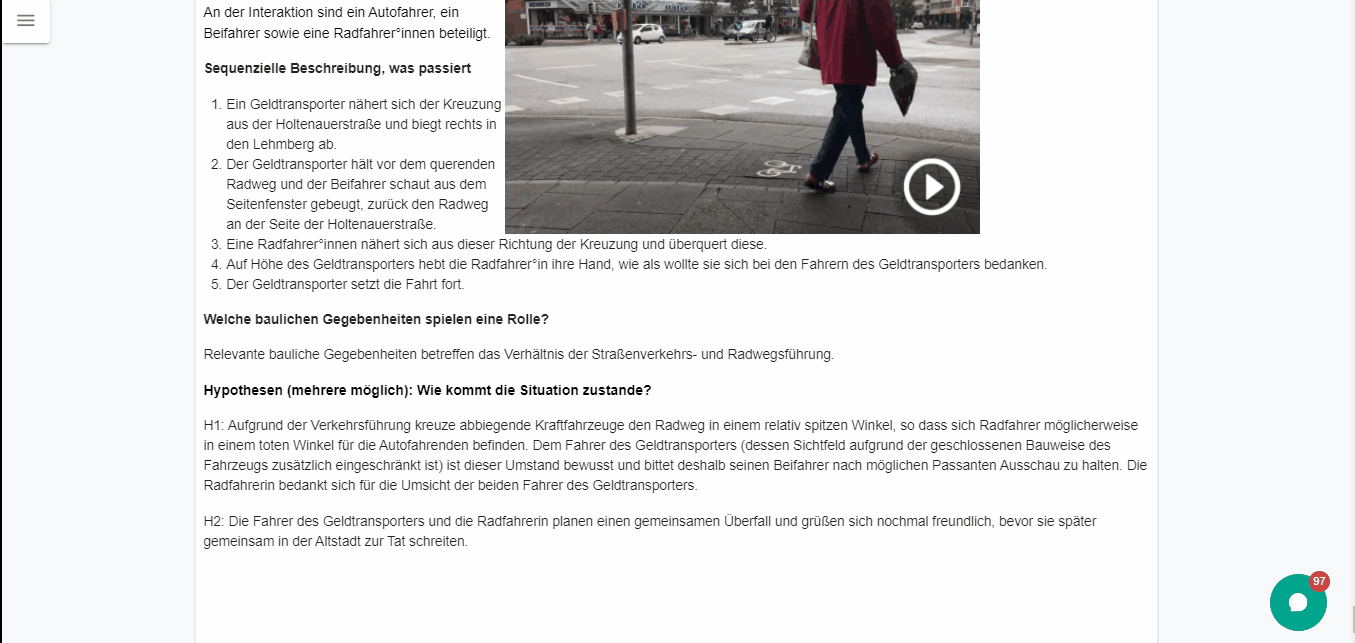 An der Interaktion sind ein Autofahrer, ein
Beifahrer sowie eine Radfahrer°innen beteiligt.
Sequenzielle Beschreibung, was passiert
1. Ein Geldtransporter nähert sich der Kreuzung
aus der Holtenauerstraße und biegt rechts in
den Lehmberg ab.
2. Der Geldtransporter hält vor dem querenden
Radweg und der Beifahrer schaut aus dem
Seitenfenster gebeugt, zurück den Radweg
an der Seite der Holtenauerstraße.
3. Eine Radfahrer°innen nähert sich aus dieser Richtung der Kreuzung und überquert diese.
4. Auf Höhe des Geldtransporters hebt die Radfahrer°in ihre Hand, wie als wollte sie sich bei den Fahrern des Geldtransporters bedanken.
5. Der Geldtransporter setzt die Fahrt fort.
Welche baulichen Gegebenheiten spielen eine Rolle?
Relevante bauliche Gegebenheiten betreffen das Verhältnis der Straßenverkehrs- und Radwegsführung.
Hypothesen (mehrere möglich): Wie kommt die Situation zustande?
H1: Aufgrund der Verkehrsführung kreuze abbiegende Kraftfahrzeuge den Radweg in einem relativ spitzen Winkel, so dass sich Radfahrer möglicherweise
in einem toten Winkel für die Autofahrenden befinden. Dem Fahrer des Geldtransporters (dessen Sichtfeld aufgrund der geschlossenen Bauweise des
Fahrzeugs zusätzlich eingeschränkt ist) ist dieser Umstand bewusst und bittet deshalb seinen Beifahrer nach möglichen Passanten Ausschau zu halten. Die
Radfahrerin bedankt sich für die Umsicht der beiden Fahrer des Geldtransporters.
H2: Die Fahrer des Geldtransporters und die Radfahrerin planen einen gemeinsamen Überfall und grüßen sich nochmal freundlich, bevor sie später
gemeinsam in der Altstadt zur Tat schreiten.
97